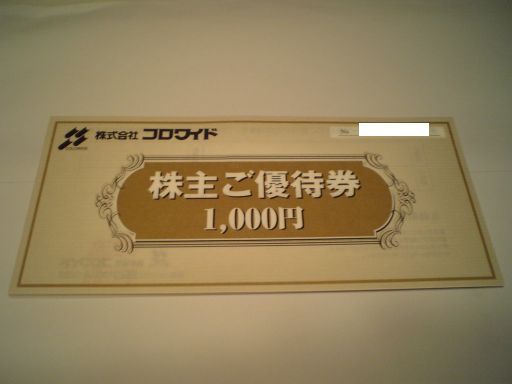 株式会社 コロワイド
No
株主ご優待券
1,000円